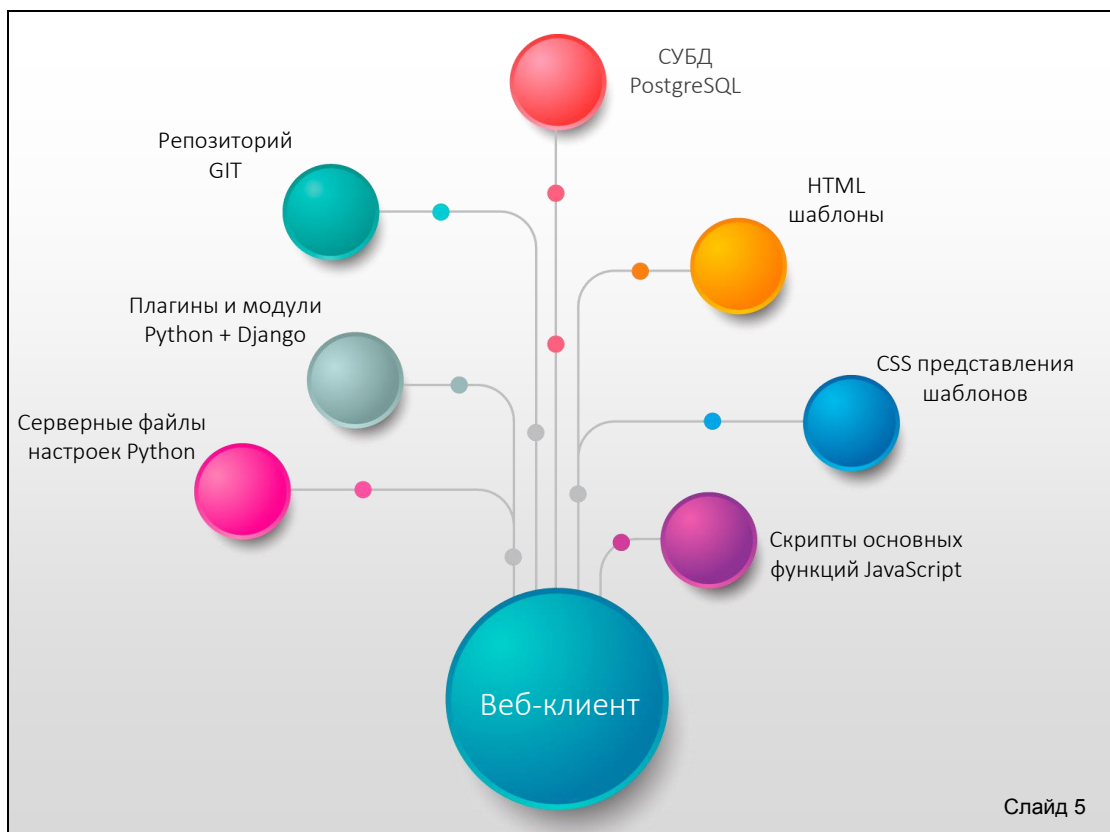 СУБД
PostgreSQL
Репозиторий
GIT
HTML
шаблоны
Плагины и модули
Python + Django
CSS представления
шаблонов
Серверные файлы
настроек Python
Скрипты основных
функций JavaScript
Веб-клиент
Слайд 5